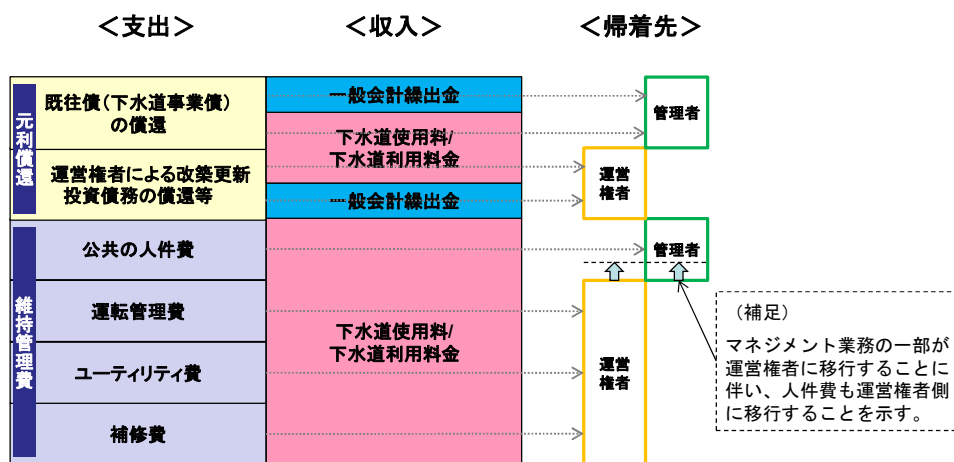 ＜支出＞
＜収入＞
＜帰着先＞
元利償還
既往債（下水道事業債）
の償還
運営権者による改築更新
投資債務の償還等
一般会計繰出金
下水道使用料/
下水道利用料金
一般会計繰出金
管理者
運営
権者
維持管理費
公共の人件費
運転管理費
ユーティリティ費
補修費
下水道使用料/
下水道利用料金
管理者
運営
権者
（補足）
マネジメント業務の一部が
運営権者に移行することに
伴い、人件費も運営権者側
に移行することを示す。